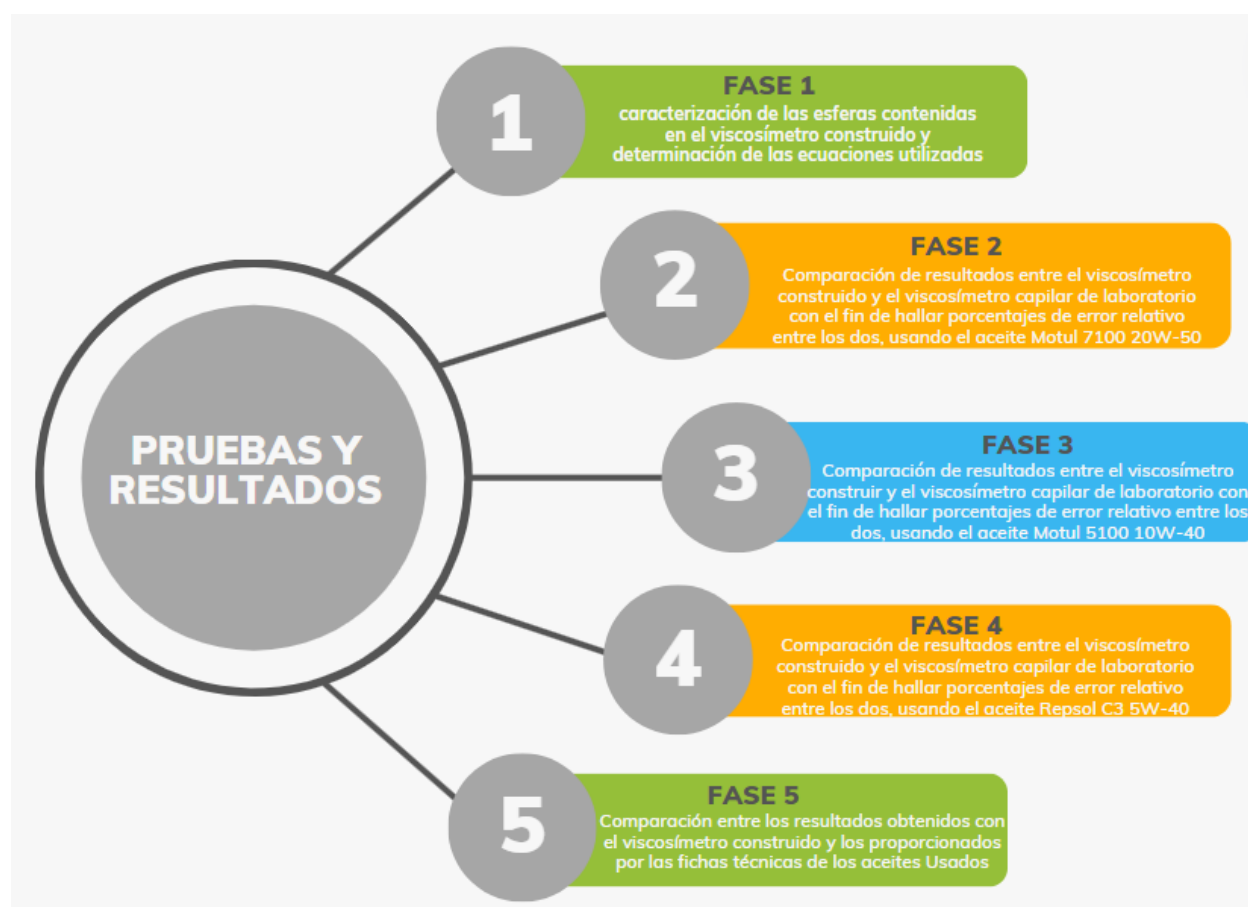 PRUEBAS Y
RESULTADOS
1
FASE 1
caracterización de las esferas contenidas
en el viscosímetro construido y
determinación de las ecuaciones utilizadas
2
FASE 2
Comparación de resultados entre el viscosímetro
construido y el viscosímetro capilar de laboratorio
con el fin de hallar porcentajes de error relativo
entre los dos, usando el aceite Motul 7100 20W-50
3
FASE 3
Comparación de resultados entre el viscosímetro
construir y el viscosímetro capilar de laboratorio con
el fin de hallar porcentajes de error relativo entre los
dos, usando el aceite Motul 5100 10W-40
4
FASE 4
Comparación de resultados entre el viscosímetro
construido y el viscosímetro capilar de laboratorio
con el fin de hallar porcentajes de error relativo
entre los dos, usando el aceite Repsol C3 5W-40
5
FASE 5
Comparación entre los resultados obtenidos con
el viscosímetro construido y los proporcionados
por las fichas técnicas de los aceites Usados